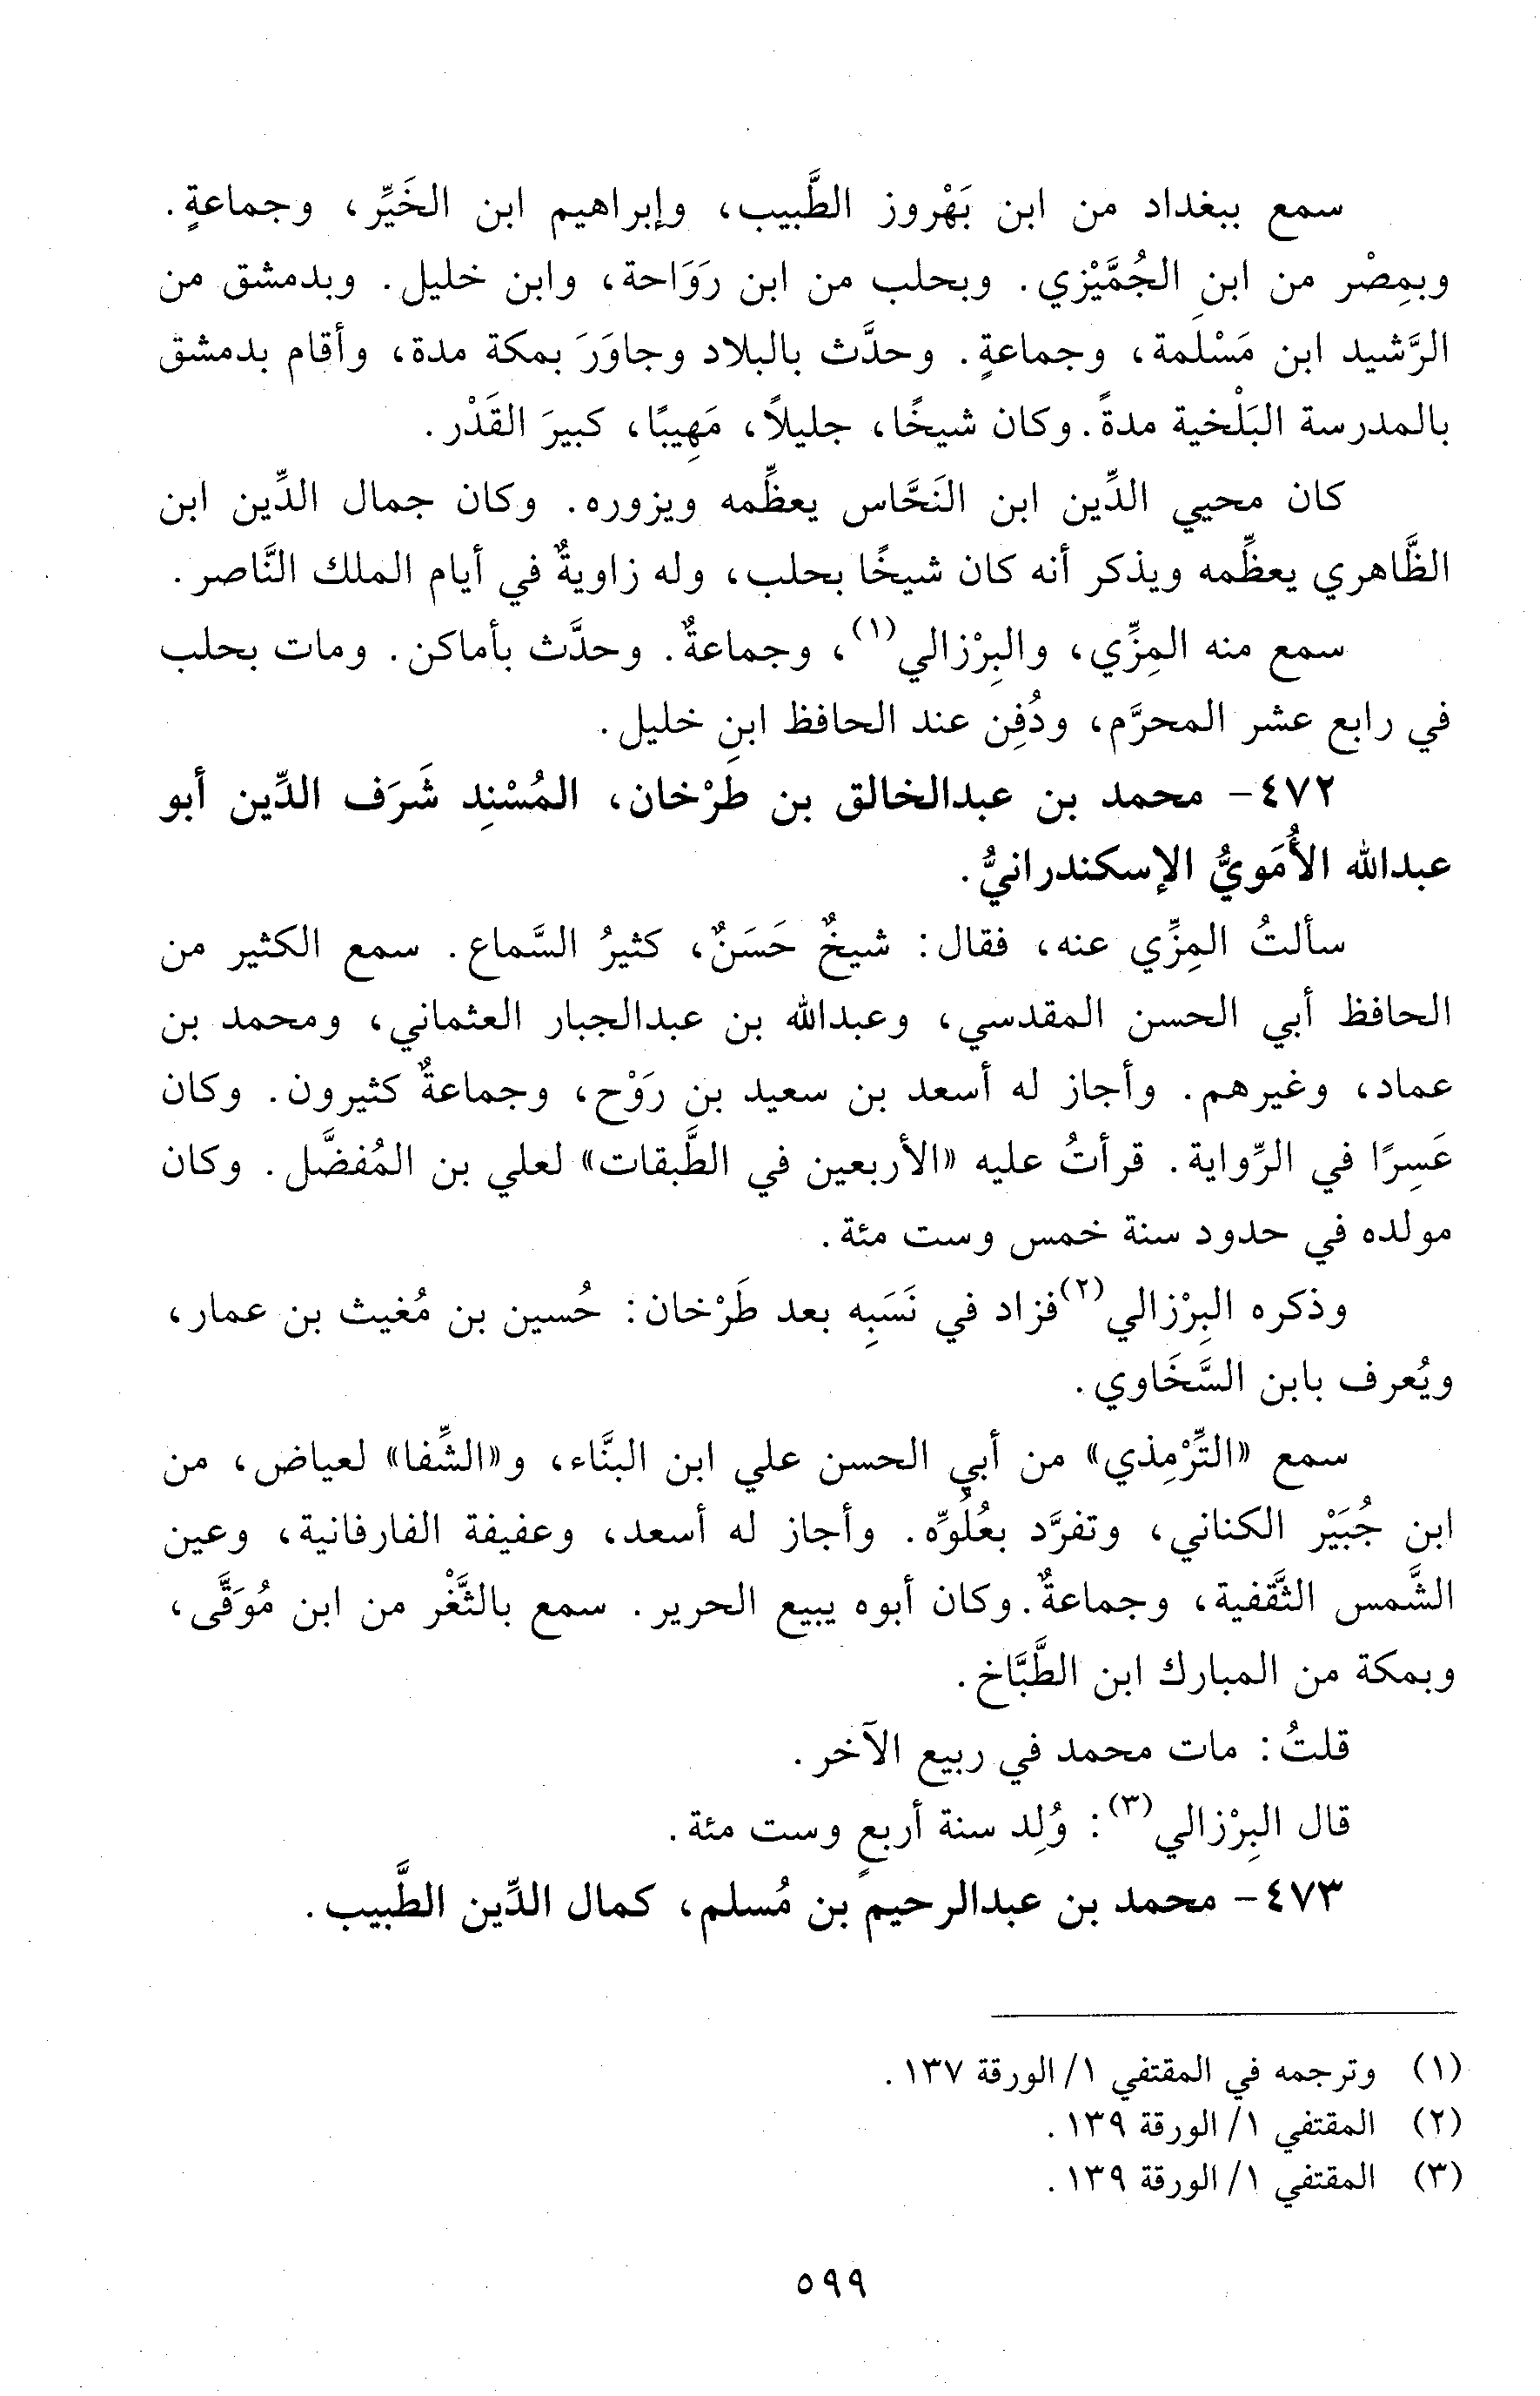 سمع ببغداد من ابن بَهْروز الطَّبيب، وإبراهيم ابن الخَيِّر، وجماعةٍ.
وبمِصْر من ابنِ الجُمَّيْزي. وبحلب من ابن رَوَاحة، وابن خليل. وبدمشق من
الرَّشيد ابن مَسْلَمة، وجماعةٍ. وحدَّث بالبلاد وجاوَرَ بمكة مدة، وأقام بدمشق
بالمدرسة البَلْخية مدةً. وكان شيخًا، جليلاً، مَهِيبًا، كبيرَ القَدْر.
كان محيي الدِّين ابن النَحَّاس يعظِّمه ويزوره. وكان جمال الدِّين ابن
الظَّاهري يعظِّمه ويذكر أنه كان شيخًا بحلب، وله زاويةٌ في أيام الملك النَّاصر.
سمع منه المِزِّي، والبِرْزالي(١)، وجماعةٌ. وحدَّث بأماكن. ومات بحلب
في رابع عشر المحرَّم، ودُفِن عند الحافظ ابنِ خليل.
٤٧٢- محمد بن عبدالخالق بن طرْخان، المُسْنِد شَرَف الدِّين أبو
عبدالله الأُمَويُّ الإسكندرانيُّ.
سألتُ المِزِّي عنه، فقال: شيخٌ حَسَنٌ، كثيرُ السَّماع. سمع الكثير من
الحافظ أبي الحسن المقدسي، وعبدالله بن عبدالجبار العثماني، ومحمد بن
عماد، وغيرهم. وأجاز له أسعد بن سعيد بن رَوْح، وجماعةٌ كثيرون. وكان
عَسِرًا في الرِّواية. قرأتُ عليه «الأربعين في الطَّبقات» لعلي بن المُفضَّل. وكان
مولده في حدود سنة خمس وست مئة.
وذكره البِرْزالي(٢) فزاد في نَسَبِه بعد طَرْخان: حُسين بن مُغيث بن عمار،
ويُعرف بابن السَّخَاوي.
سمع «التِّرْمِذي» من أبي الحسن علي ابن البنَّاء، و«الشِّفا» لعياض، من
ابن جُبَيْر الكناني، وتفرَّد بعُلُوِّه. وأجاز له أسعد، وعفيفة الفارفانية، وعين
الشَّمس الثَّقفية، وجماعةٌ. وكان أبوه يبيع الحرير. سمع بالثَّغْر من ابن مُوَقَّى،
وبمكة من المبارك ابن الطَّبَّاخ.
قلتُ: مات محمد في ربيع الآخر.
قال البِرْزالي(٣): وُلِد سنة أربعٍ وست مئة.
٤٧٣- محمد بن عبدالرحيم بن مُسلم، كمال الدِّين الطَّبيب.
(١) وترجمه في المقتفي ١/ الورقة ١٣٧.
(٢) المقتفي ١/ الورقة ١٣٩.
(٣) المقتفي ١/ الورقة ١٣٩.
٥٩٩